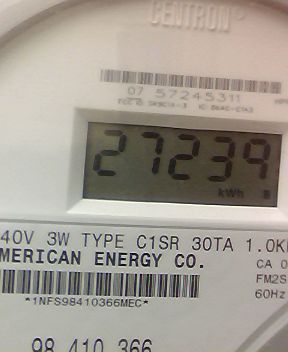 CENTRON®
07 57245311
27239
kWh
40V 3W TYPE C1SR 30TA 1.0K
MERICAN ENERGY CO.
CA 0
FM2S
60Hz
*1NFS98410366MEC*
98 410 366